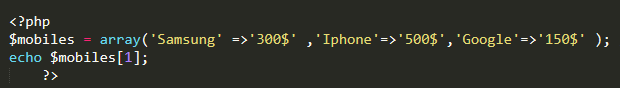 <?php
$mobiles = array('Samsung' =>'300$' ,'Iphone'=>'500$','Google'=>'150$' );
echo $mobiles[1];
?>